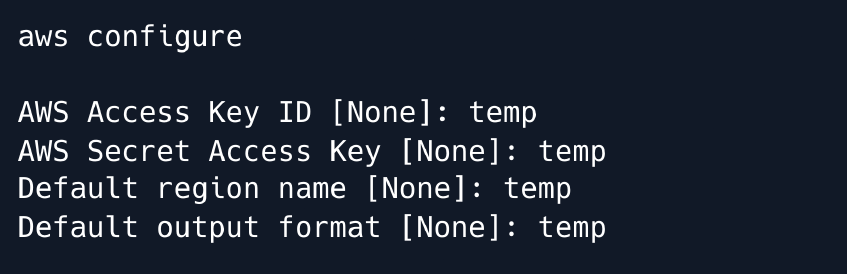 aws configure
AWS Access Key ID [None]: temp
AWS Secret Access Key [None]: temp
Default region name [None]: temp
Default output format [None]: temp